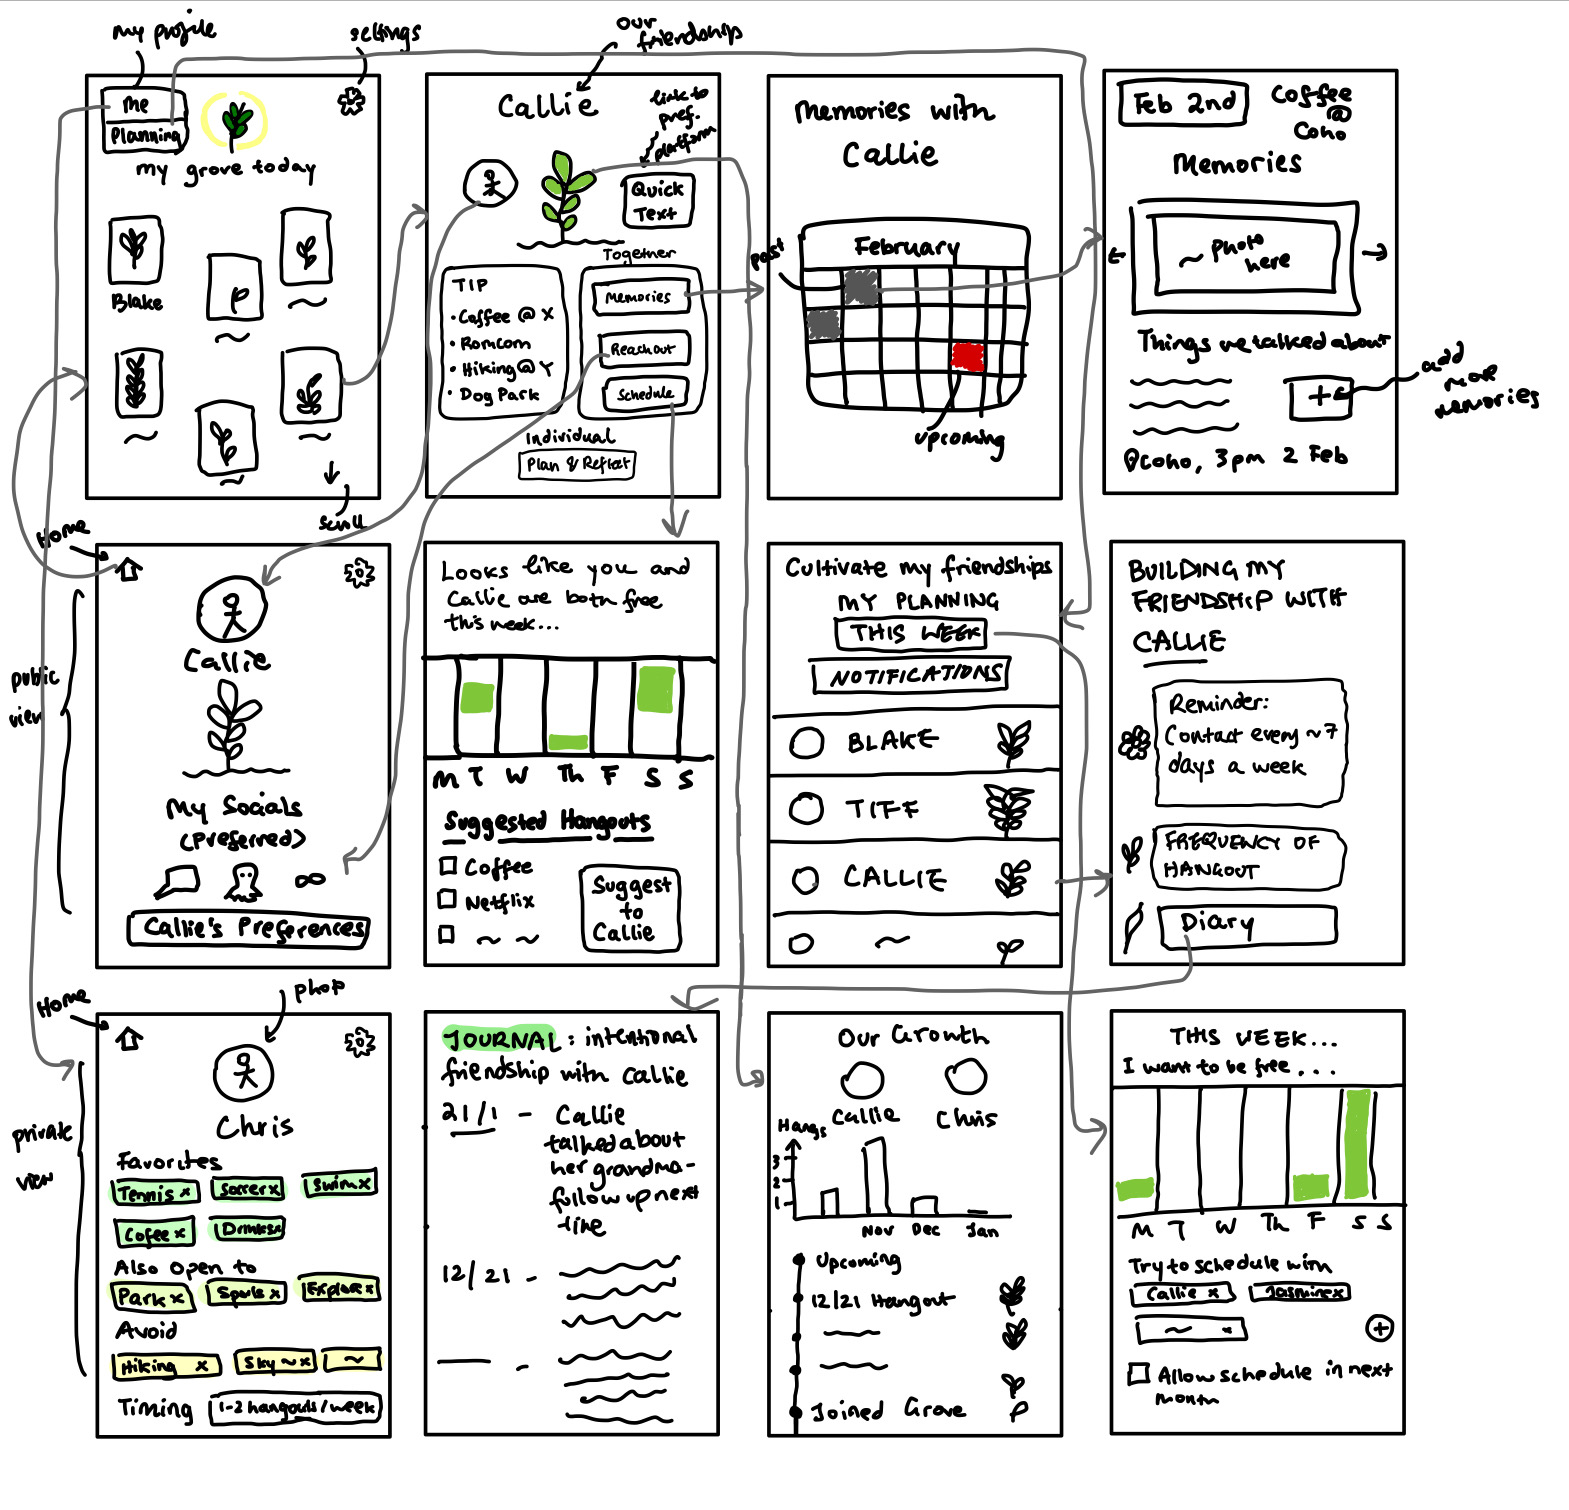 my profile
settings
Me
Planning
my grove today
Blake
scroll
our
friendship
Callie
link to
pref.
platform
Quick
Text
Together
TIP
• Coffee @ X
• Romcom
• Hiking @ Y
• Dog Park
Memories
Reachout
Schedule
Individual
Plan & Reflect
Memories with
Callie
past
February
upcoming
Feb 2nd
Coffee
@
Coho
Memories
~ photo
here
Things we talked about
add
more
memories
+
coho, 3pm 2 Feb
Home
public
view
Callie
My Socials
(preferred)
Callie's Preferences
Looks like you and
Callie are both free
this week...
M T W Th F S S
Suggested Hangouts
Coffee
Netflix
Suggest
to
Callie
Cultivate my friendships
MY PLANNING
THIS WEEK
NOTIFICATIONS
BLAKE
TIFF
CALLIE
BUILDING MY
FRIENDSHIP WITH
CALLIE
Reminder:
Contact every ~7
days a week
FREQUENCY OF
HANGOUT
Diary
Home
photo
private
view
Chris
Favorites
Tennis x
Soccer x
Swim x
Cofee x
Drinks x
Also open to
Park x
Sports x
Explore x
Avoid
Hiking x
Sky ~ x
~
Timing
1-2 hangouts/week
JOURNAL: intentional
friendship with Callie
21/1 - Callie
talked about
her grandma -
follow up next
time
12/21 -
Our Growth
Callie
Chris
Hangs
3
2
1
Nov Dec Jan
Upcoming
12/21 Hangout
Joined Grove
THIS WEEK...
I want to be free...
M T W Th F S S
Try to schedule with
Callie x
Jasmine x
~ x
+
Allow schedule in next
month